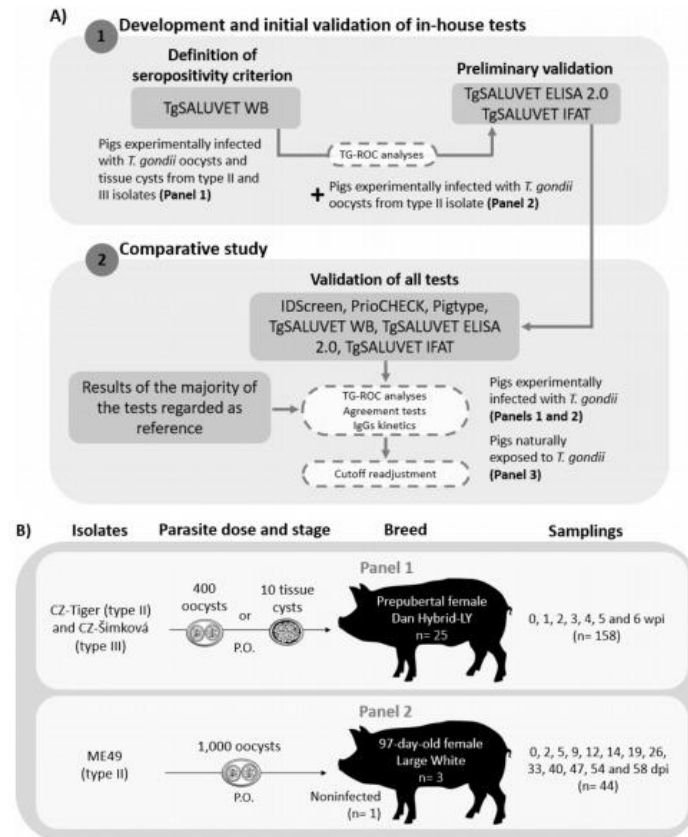 A)
1
Development and initial validation of in-house tests
Definition of
seropositivity criterion
TgSALUVET WB
Preliminary validation
TgSALUVET ELISA 2.0
TgSALUVET IFAT
Pigs experimentally infected
with T. gondii oocysts and
tissue cysts from type II and
III isolates (Panel 1)
TG-ROC analyses
+ Pigs experimentally infected with T. gondii
oocysts from type II isolate (Panel 2)
2
Comparative study
Validation of all tests
IDScreen, PrioCHECK, Pigtype,
TgSALUVET WB, TgSALUVET ELISA
2.0, TgSALUVET IFAT
Results of the majority of
the tests regarded as
reference
TG-ROC analyses
Agreement tests
IgGs kinetics
Cutoff readjustment
Pigs experimentally
infected with T. gondii
(Panels 1 and 2)
Pigs naturally
exposed to T. gondii
(Panel 3)
B)
Isolates Parasite dose and stage Breed Samplings
Panel 1
CZ-Tiger (type II)
and CZ-Šimková
(type III)
400
oocysts
or
10 tissue
cysts
P.O.
Prepubertal female
Dan Hybrid-LY
n= 25
0, 1, 2, 3, 4, 5 and 6 wpi
(n= 158)
Panel 2
ME49
(type II)
1,000 oocysts
P.O.
97-day-old female
Large White
n= 3
Noninfected
(n= 1)
0, 2, 5, 9, 12, 14, 19, 26,
33, 40, 47, 54 and 58 dpi
(n= 44)